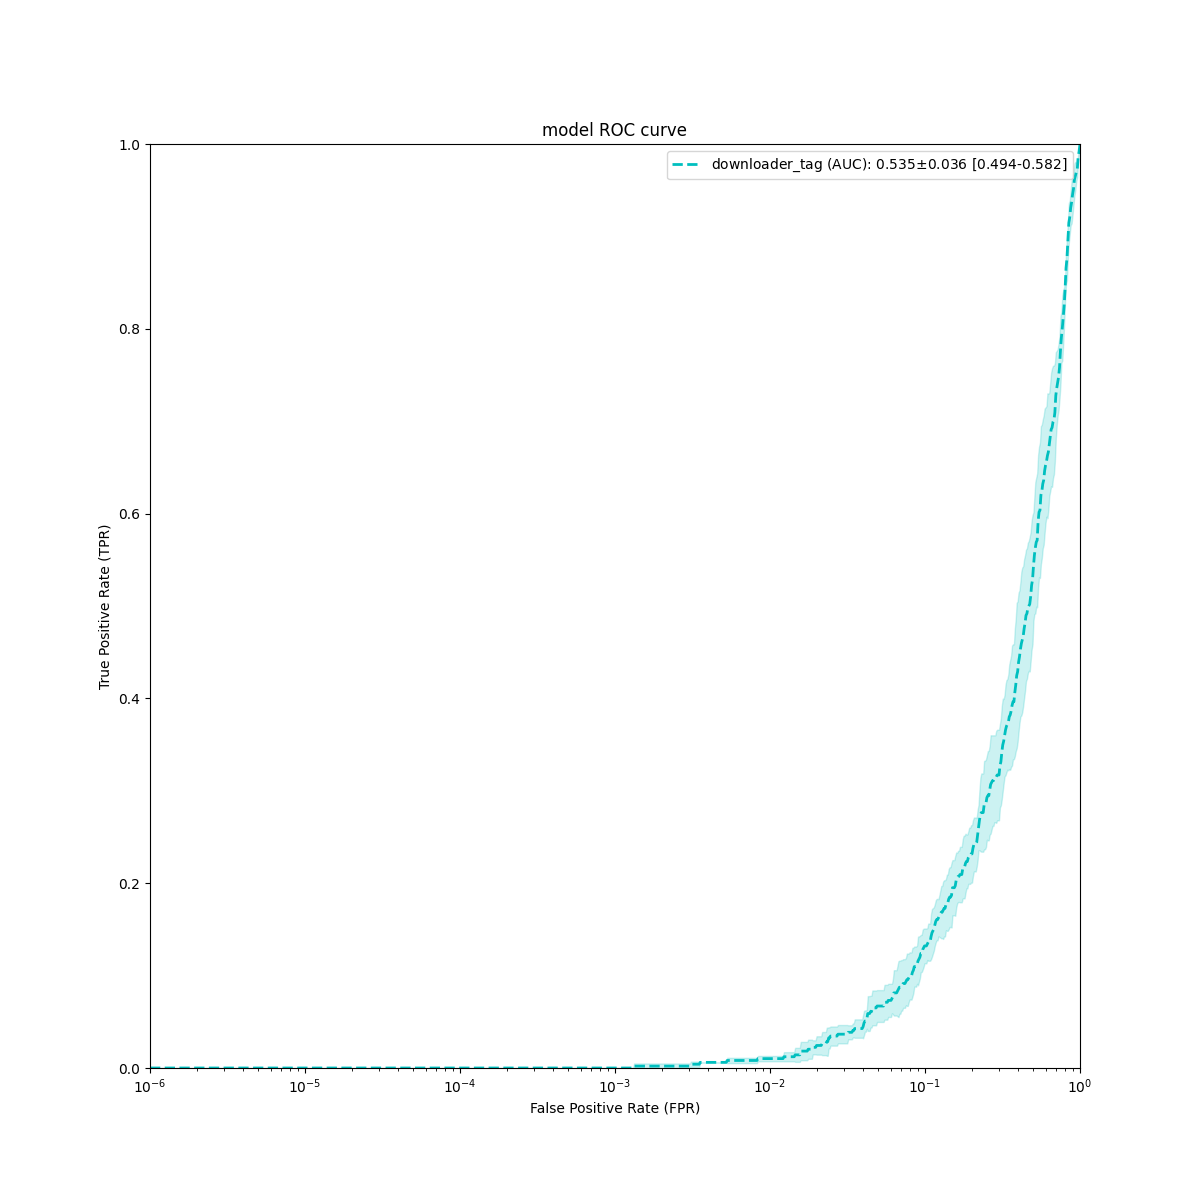 model ROC curve
downloader_tag (AUC): 0.535±0.036 [0.494-0.582]
True Positive Rate (TPR)
1.0
0.8
0.6
0.4
0.2
0.0
10⁻⁶ 10⁻⁵ 10⁻⁴ 10⁻³ 10⁻² 10⁻¹ 10⁰
False Positive Rate (FPR)